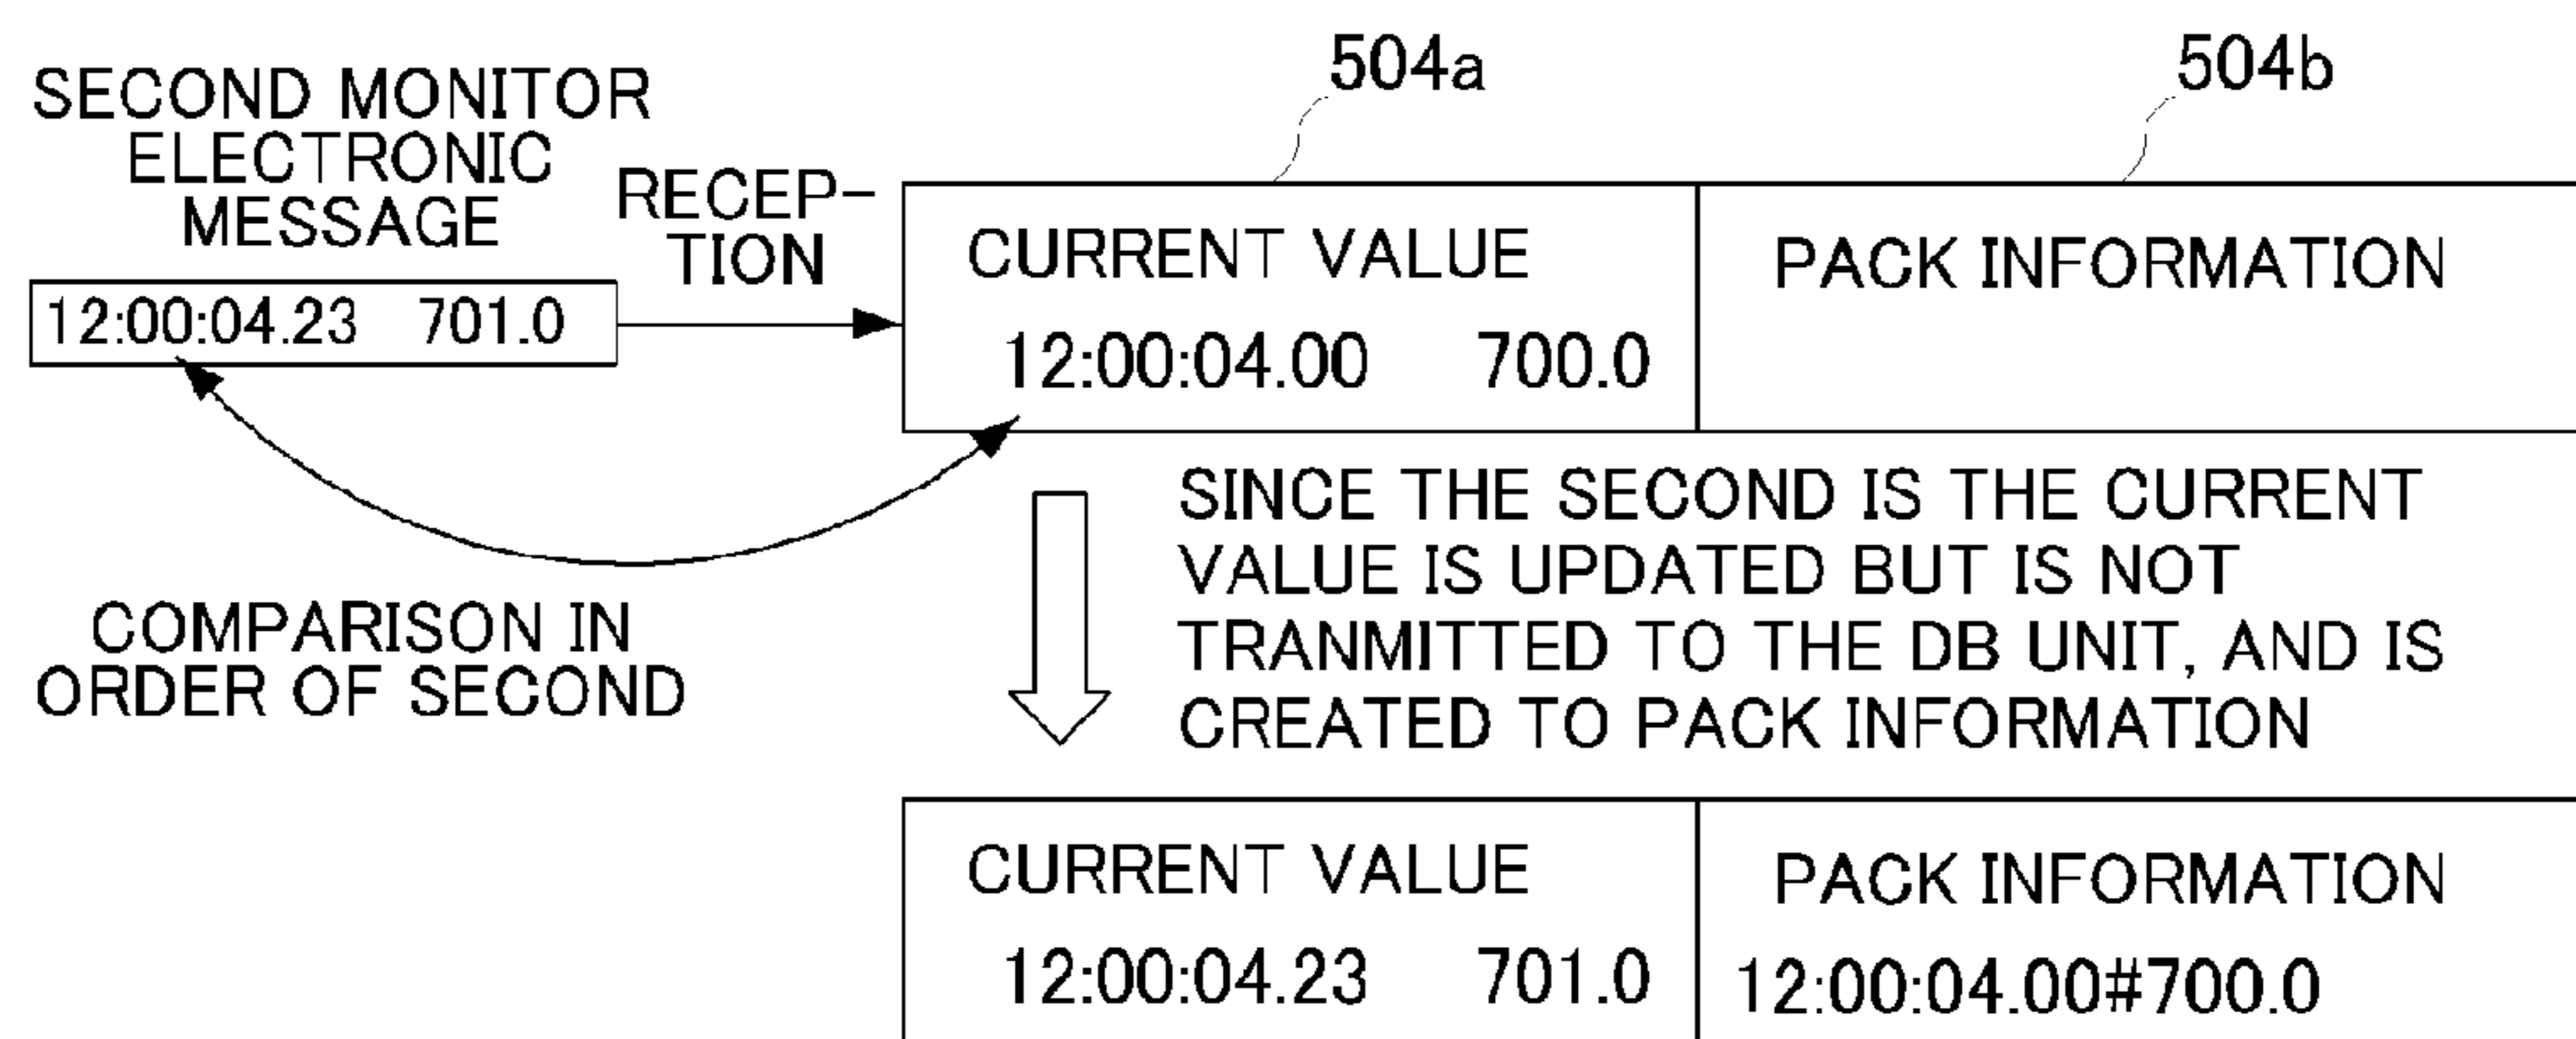 504a
504b
SECOND MONITOR
ELECTRONIC
MESSAGE
RECEP-
TION
12:00:04.23 701.0
CURRENT VALUE
12:00:04.00 700.0
PACK INFORMATION
COMPARISON IN
ORDER OF SECOND
SINCE THE SECOND IS THE CURRENT
VALUE IS UPDATED BUT IS NOT
TRANMITTED TO THE DB UNIT, AND IS
CREATED TO PACK INFORMATION
CURRENT VALUE
12:00:04.23 701.0
PACK INFORMATION
12:00:04.00#700.0